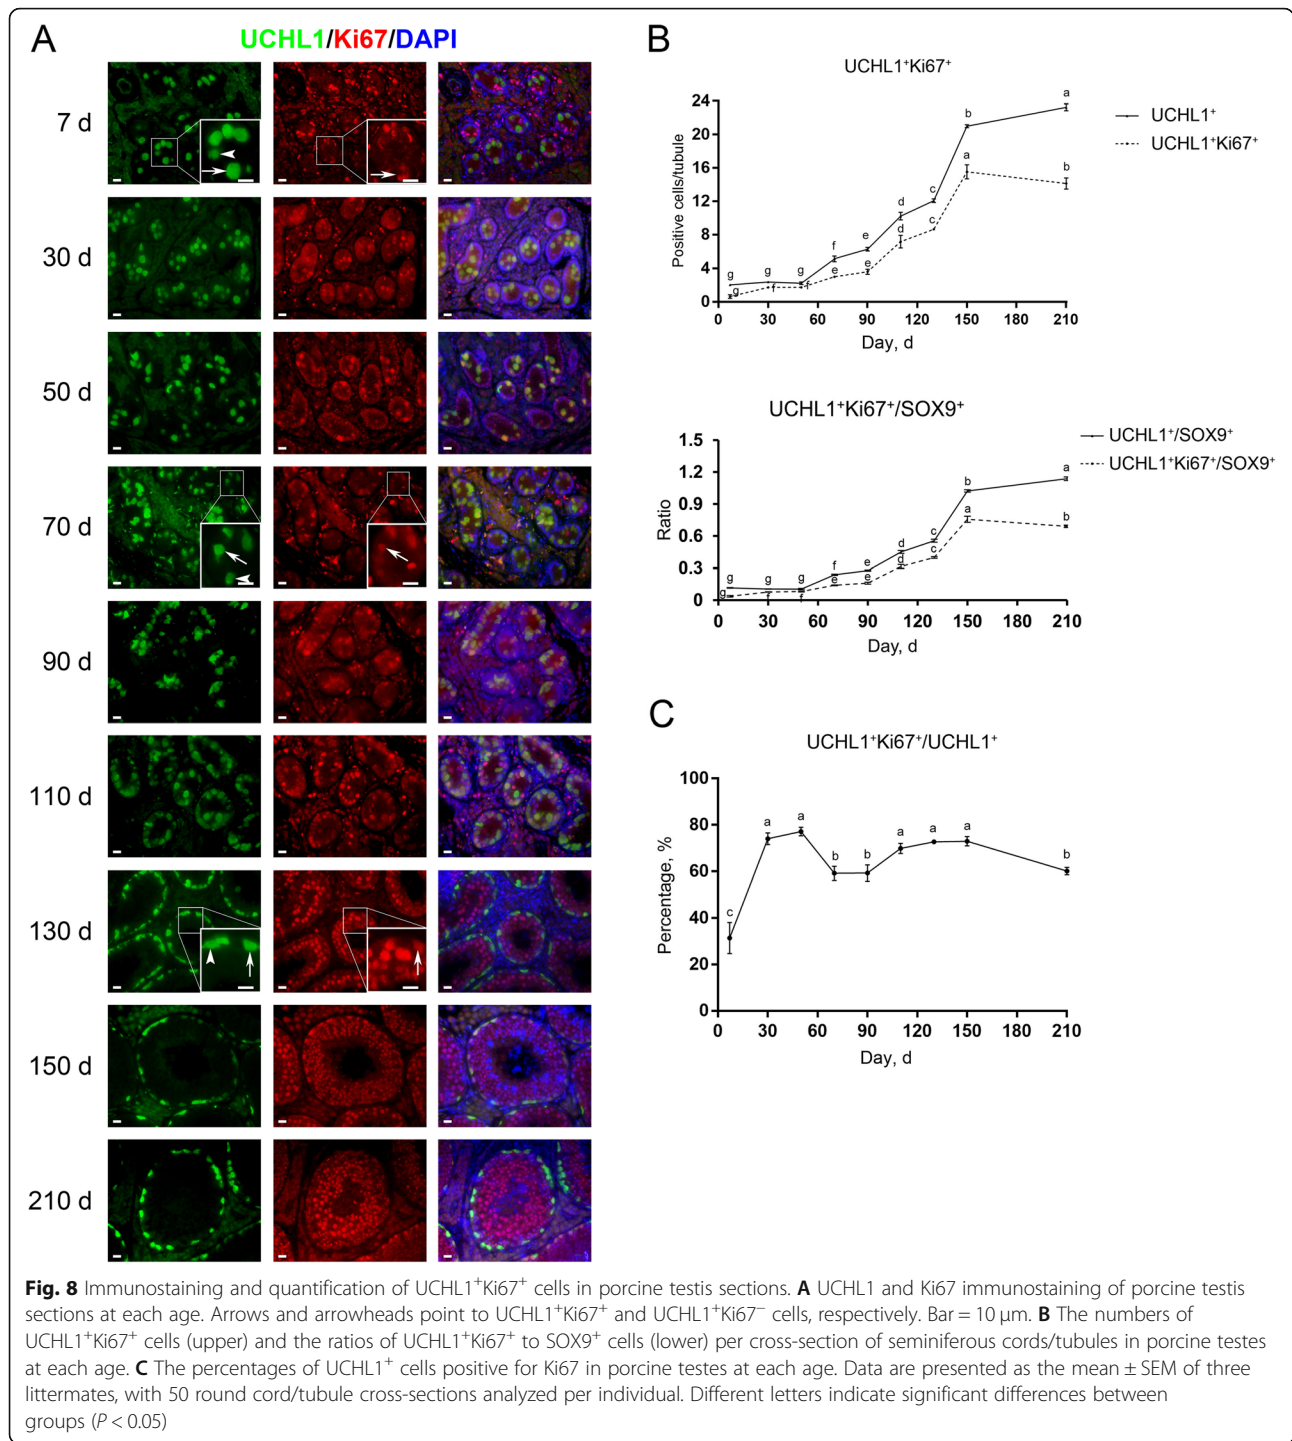 A
UCHL1/Ki67/DAPI
7 d
30 d
50 d
70 d
90 d
110 d
130 d
150 d
210 d
B
UCHL1⁺Ki67⁺
24
20
16
12
8
4
0
Positive cells/tubule
g g g f e d c b a
g f f e e d c a b
0 30 60 90 120 150 180 210
Day, d
UCHL1⁺
UCHL1⁺Ki67⁺
UCHL1⁺Ki67⁺/SOX9⁺
1.5
1.2
0.9
0.6
0.3
0
Ratio
g g g f e d c b a
g f f e e d c a b
0 30 60 90 120 150 180 210
Day, d
UCHL1⁺/SOX9⁺
UCHL1⁺Ki67⁺/SOX9⁺
C
UCHL1⁺Ki67⁺/UCHL1⁺
100
80
60
40
20
0
Percentage, %
c a a b b a a a b
0 30 60 90 120 150 180 210
Day, d
Fig. 8 Immunostaining and quantification of UCHL1⁺Ki67⁺ cells in porcine testis sections. A UCHL1 and Ki67 immunostaining of porcine testis
sections at each age. Arrows and arrowheads point to UCHL1⁺Ki67⁺ and UCHL1⁺Ki67⁻ cells, respectively. Bar = 10 μm. B The numbers of
UCHL1⁺Ki67⁺ cells (upper) and the ratios of UCHL1⁺Ki67⁺ to SOX9⁺ cells (lower) per cross-section of seminiferous cords/tubules in porcine testes
at each age. C The percentages of UCHL1⁺ cells positive for Ki67 in porcine testes at each age. Data are presented as the mean ± SEM of three
littermates, with 50 round cord/tubule cross-sections analyzed per individual. Different letters indicate significant differences between
groups (P < 0.05)